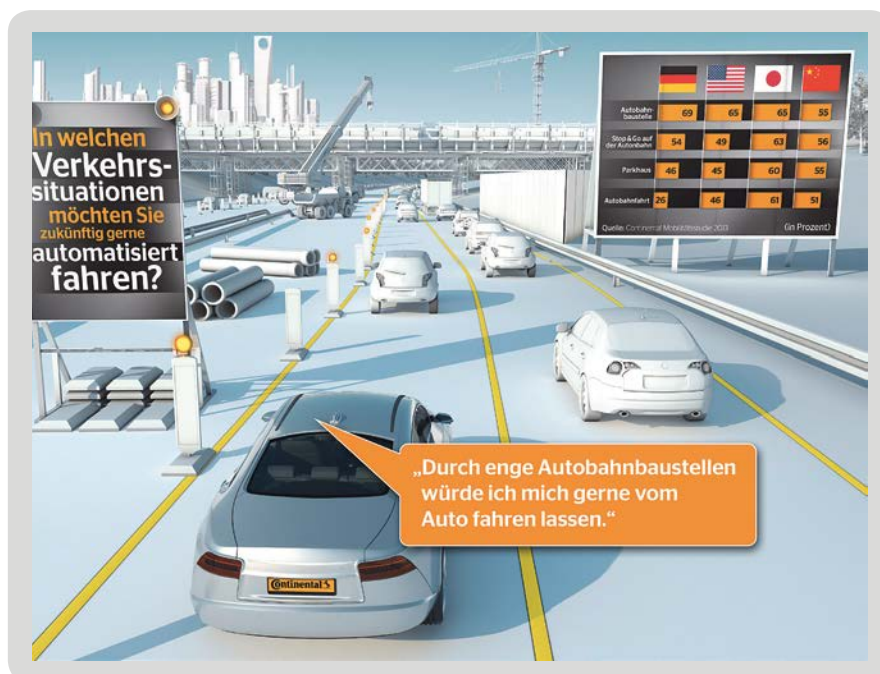 In welchen
Verkehrs-
situationen
möchten Sie
zukünftig gerne
automatisiert
fahren?
Autobahn-
baustelle
69 65 65 55
Stop & Go auf
der Autonbahn
54 49 63 56
Parkhaus
46 45 60 55
Autobahnfahrt
26 46 61 51
Quelle: Continental Mobilitätsstudie 2013
(in Prozent)
„Durch enge Autobahnbaustellen
würde ich mich gerne vom
Auto fahren lassen.“
Continental